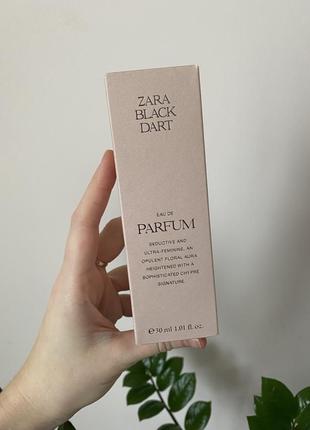 ZARA
BLACK
DART
EAU DE
PARFUM
SEDUCTIVE AND
ULTRA-FEMININE, AN
OPULENT FLORAL AURA
HEIGHTENED WITH A
SOPHISTICATED CHYPRE
SIGNATURE
℮30 ml 1.01 fl. oz.